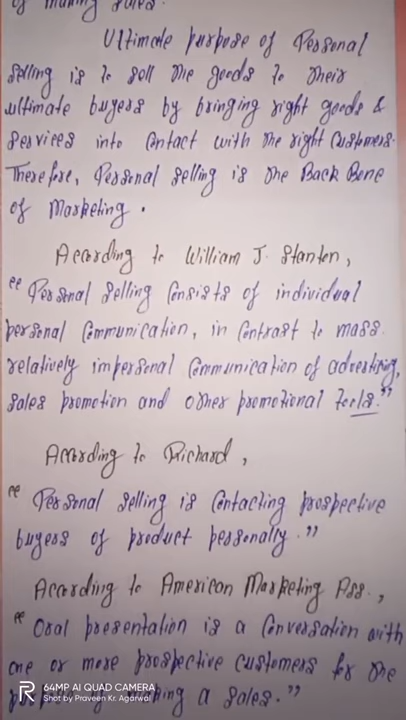 of making sales.
Ultimate purpose of Personal
Selling is to sell the goods to their
ultimate buyers by bringing right goods &
Services into Contact with the right Customers.
Therefore, Personal Selling is the Back Bone
of Marketing.
According to William J. Stanton,
"Personal Selling Consists of individual
personal Communication, in Contrast to mass
relatively impersonal Communication of advertising,
sales promotion and other promotional tools."
According to Richard,
"Personal Selling is Contacting prospective
buyers of product personally."
According to American Marketing Ass.,
"Oral presentation is a Conversation with
one or more prospective customers for the
making a sales."
64MP AI QUAD CAMERA
Shot by Praveen Kr. Agarwal